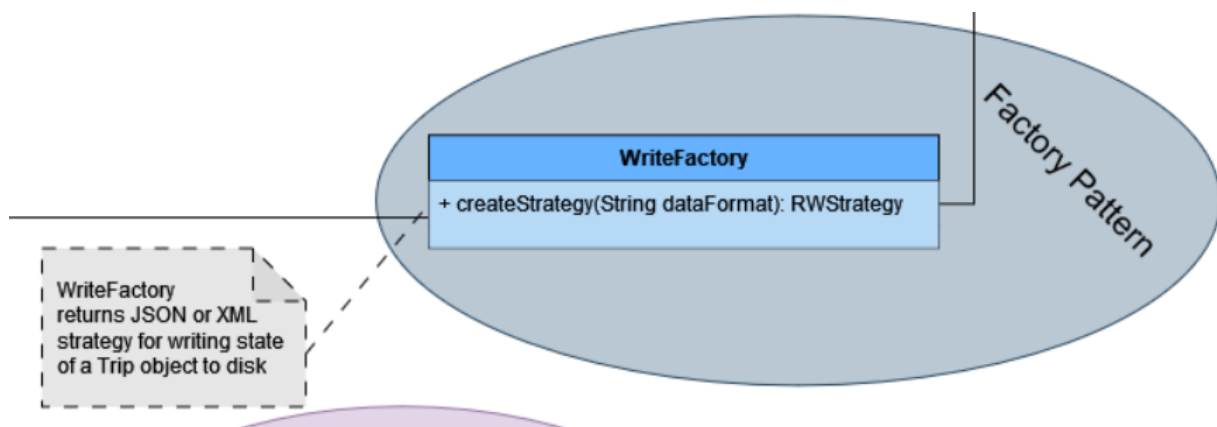 Factory Pattern
WriteFactory
+ createStrategy(String dataFormat): RWStrategy
WriteFactory
returns JSON or XML
strategy for writing state
of a Trip object to disk